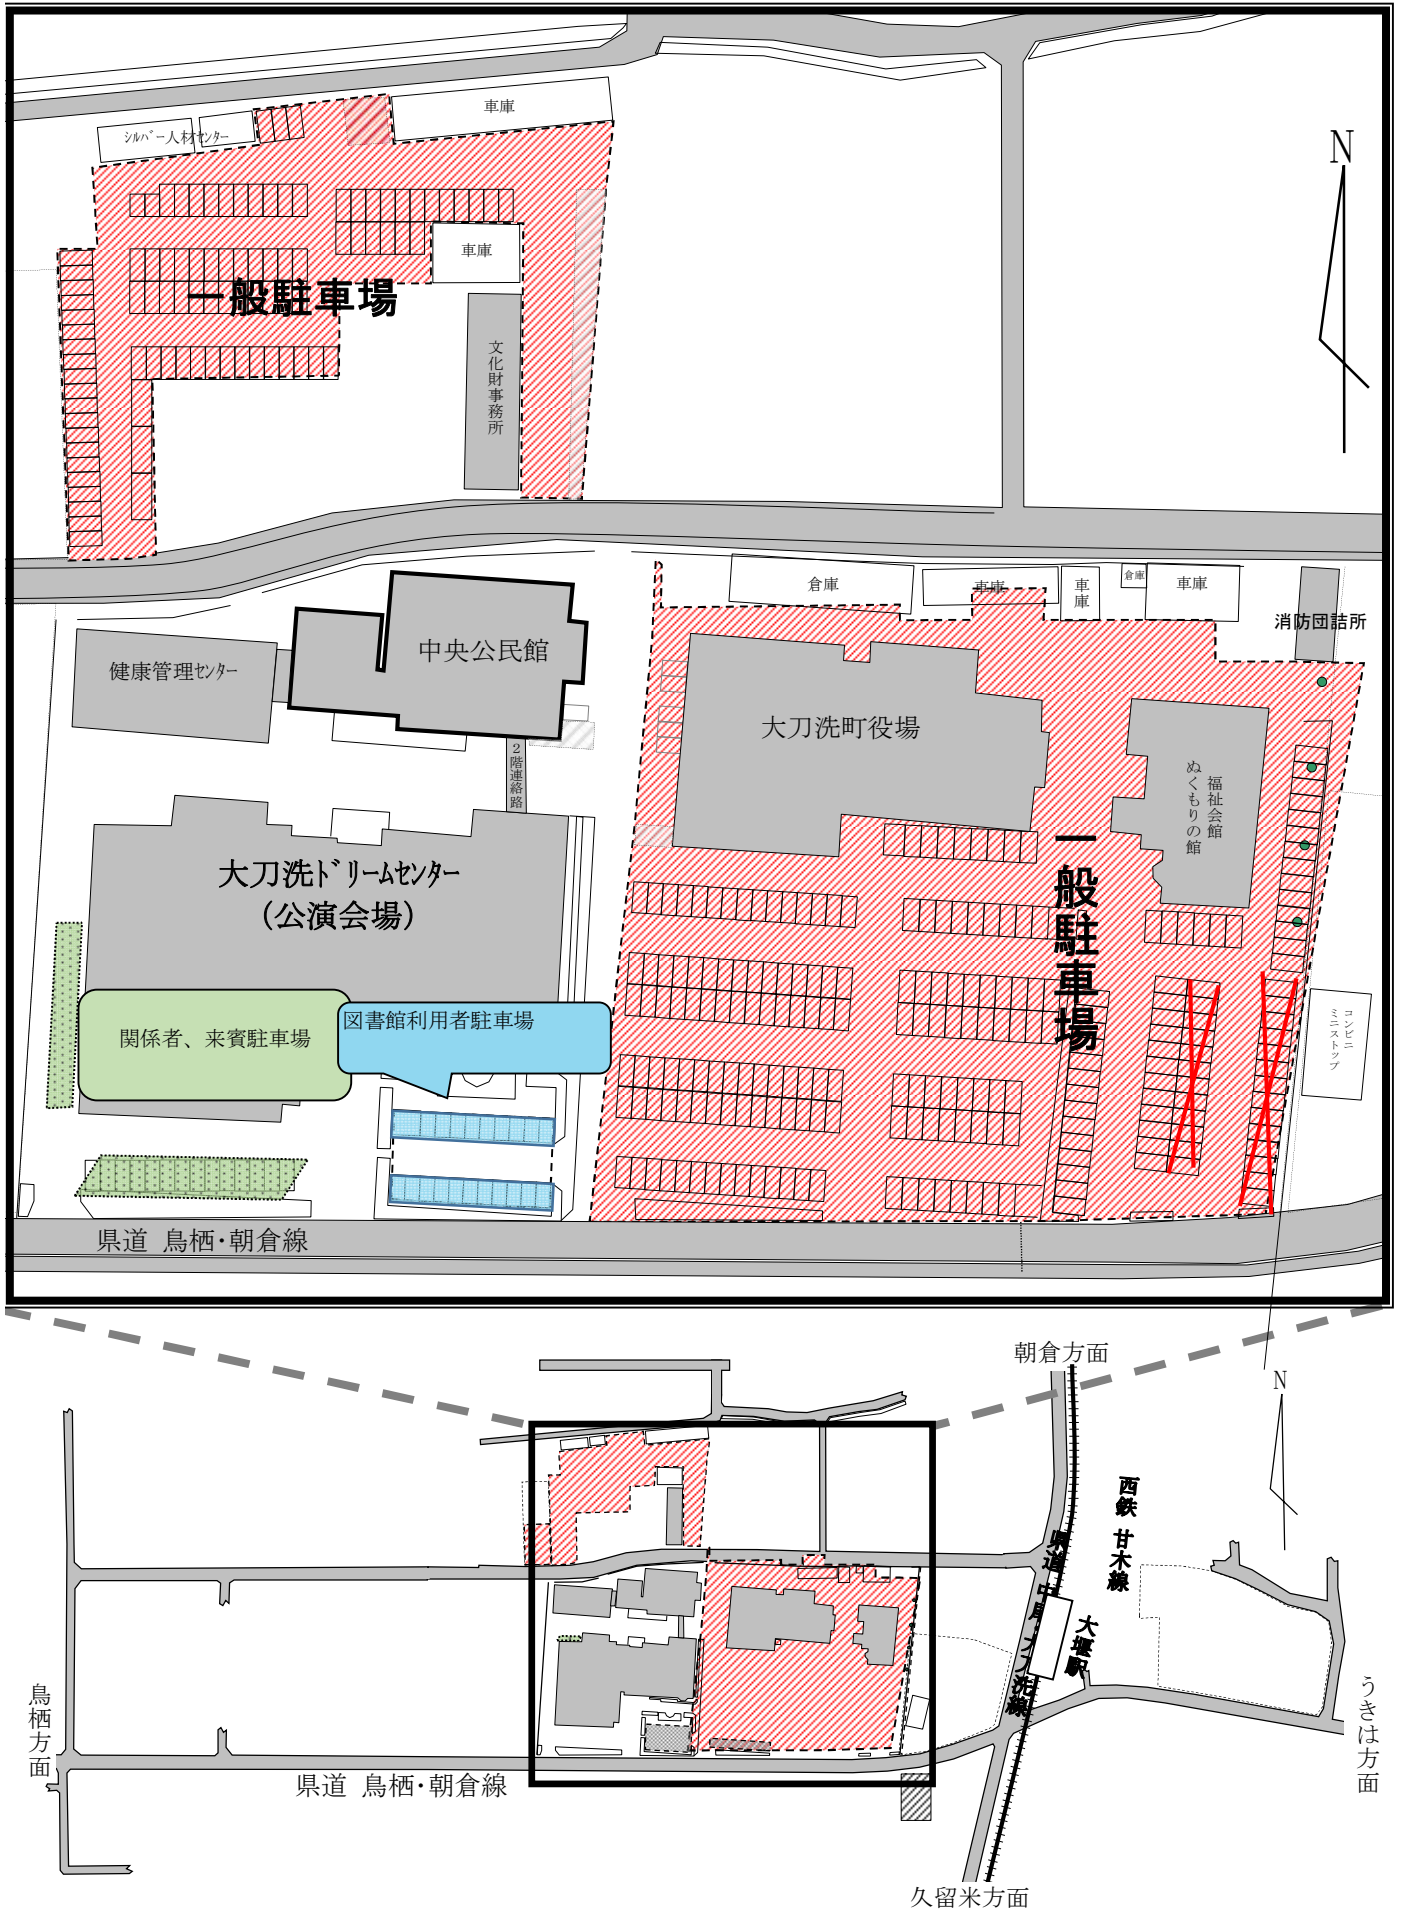 車庫
シルバー人材センター
N
車庫
一般駐車場
文化財事務所
倉庫
車庫
車庫
倉庫
車庫
消防団詰所
中央公民館
健康管理センター
大刀洗町役場
2階連絡路
福祉会館
ぬくもりの館
大刀洗ドリームセンター
(公演会場)
一般駐車場
関係者、来賓駐車場
図書館利用者駐車場
コンビニ
ミニストップ
県道 鳥栖・朝倉線
朝倉方面
N
西鉄 甘木線
大堰駅
鳥栖方面
うきは方面
県道 鳥栖・朝倉線
久留米方面